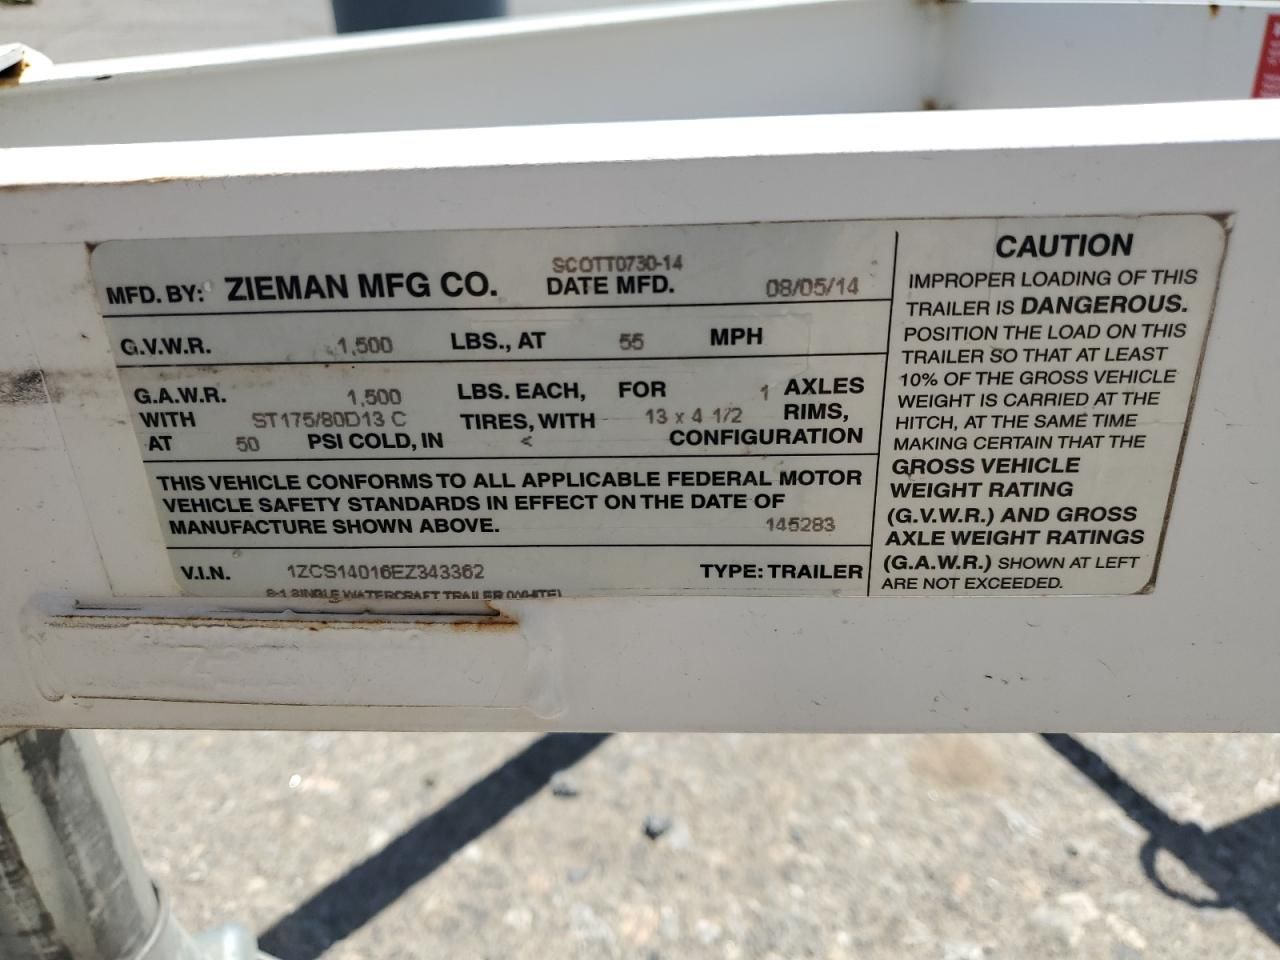 SCOTT0730-14
MFD. BY: ZIEMAN MFG CO. DATE MFD. 08/05/14
G.V.W.R. 1,500 LBS., AT 55 MPH
G.A.W.R. 1,500 LBS. EACH, FOR 1 AXLES
WITH ST175/80D13 C TIRES, WITH 13 x 4 1/2 RIMS,
AT 50 PSI COLD, IN < CONFIGURATION
THIS VEHICLE CONFORMS TO ALL APPLICABLE FEDERAL MOTOR
VEHICLE SAFETY STANDARDS IN EFFECT ON THE DATE OF
MANUFACTURE SHOWN ABOVE. 145283
V.I.N. 1ZCS14016EZ343362 TYPE: TRAILER
SINGLE WATERCRAFT TRAILER (WHITE)
CAUTION
IMPROPER LOADING OF THIS
TRAILER IS DANGEROUS.
POSITION THE LOAD ON THIS
TRAILER SO THAT AT LEAST
10% OF THE GROSS VEHICLE
WEIGHT IS CARRIED AT THE
HITCH, AT THE SAME TIME
MAKING CERTAIN THAT THE
GROSS VEHICLE
WEIGHT RATING
(G.V.W.R.) AND GROSS
AXLE WEIGHT RATINGS
(G.A.W.R.) SHOWN AT LEFT
ARE NOT EXCEEDED.